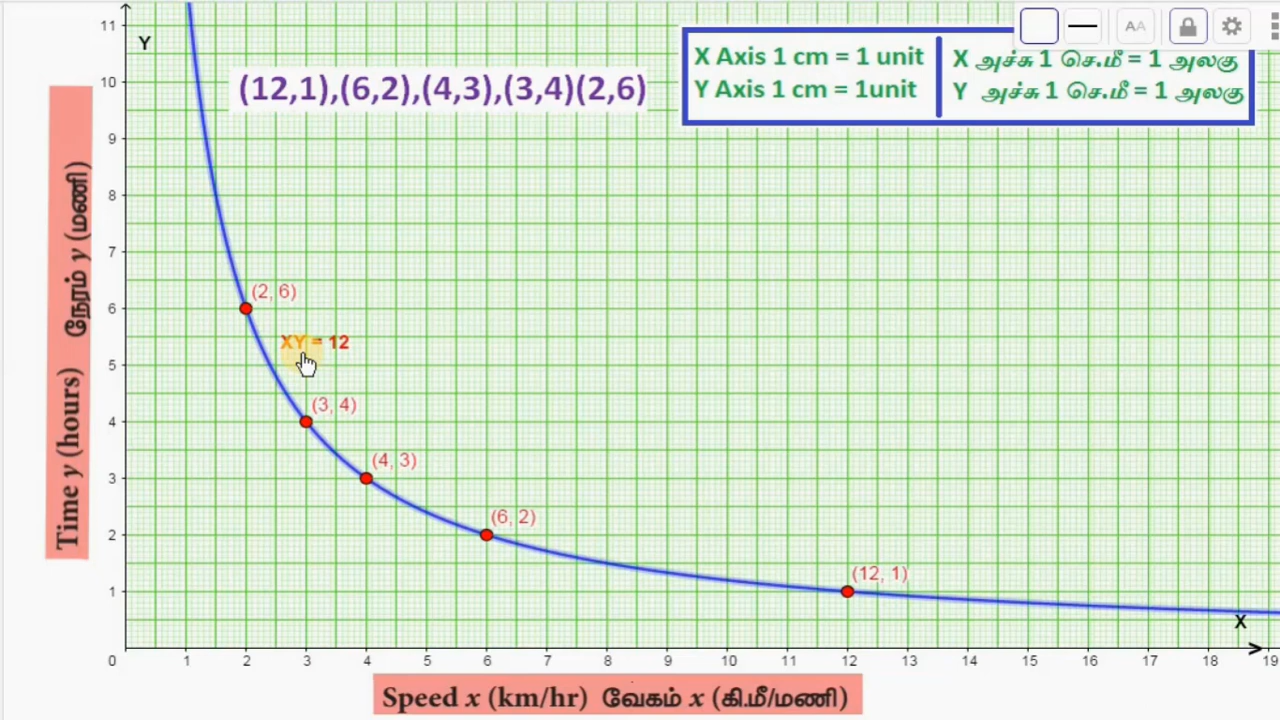 Y
11
10
9
8
7
6
5
4
3
2
1
0
(12,1),(6,2),(4,3),(3,4)(2,6)
X Axis 1 cm = 1 unit
Y Axis 1 cm = 1unit
X அச்சு 1 செ.மீ = 1 அலகு
Y அச்சு 1 செ.மீ = 1 அலகு
AA
Time y (hours) நேரம் y (மணி)
(2, 6)
XY = 12
(3, 4)
(4, 3)
(6, 2)
(12, 1)
X
1 2 3 4 5 6 7 8 9 10 11 12 13 14 15 16 17 18 19
Speed x (km/hr) வேகம் x (கி.மீ/மணி)